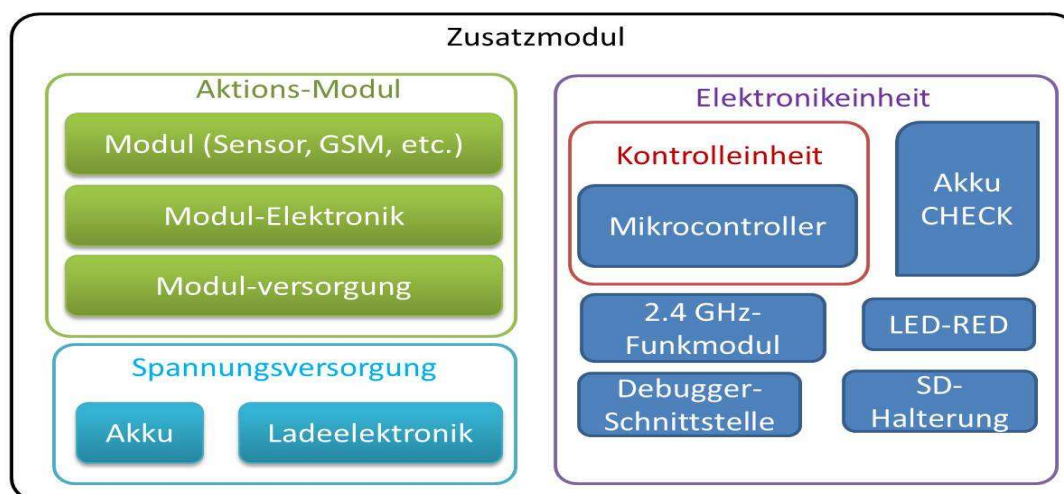 Zusatzmodul
Aktions-Modul
Modul (Sensor, GSM, etc.)
Modul-Elektronik
Modul-versorgung
Spannungsversorgung
Akku
Ladeelektronik
Elektronikeinheit
Kontrolleinheit
Mikrocontroller
Akku
CHECK
2.4 GHz-
Funkmodul
LED-RED
Debugger-
Schnittstelle
SD-
Halterung